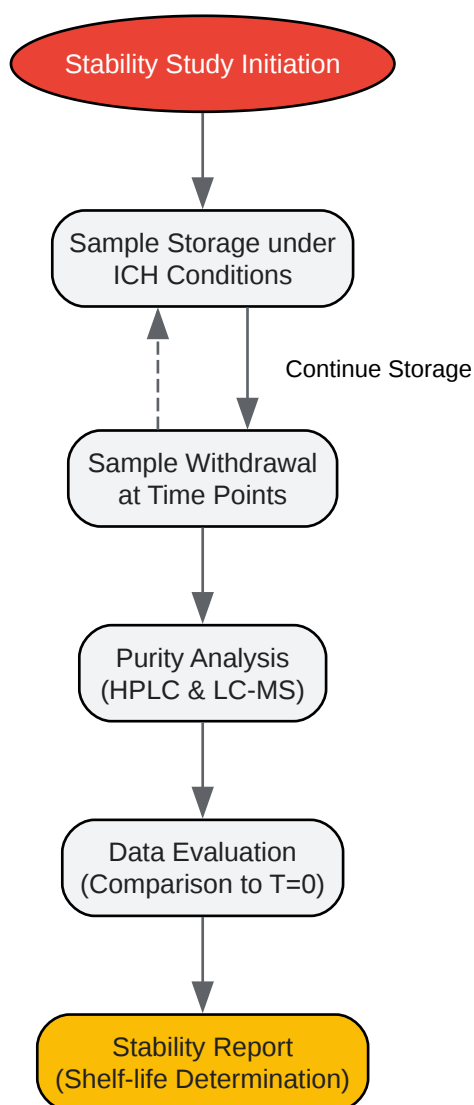 Stability Study Initiation
Sample Storage under
ICH Conditions
Continue Storage
Sample Withdrawal
at Time Points
Purity Analysis
(HPLC & LC-MS)
Data Evaluation
(Comparison to T=0)
Stability Report
(Shelf-life Determination)